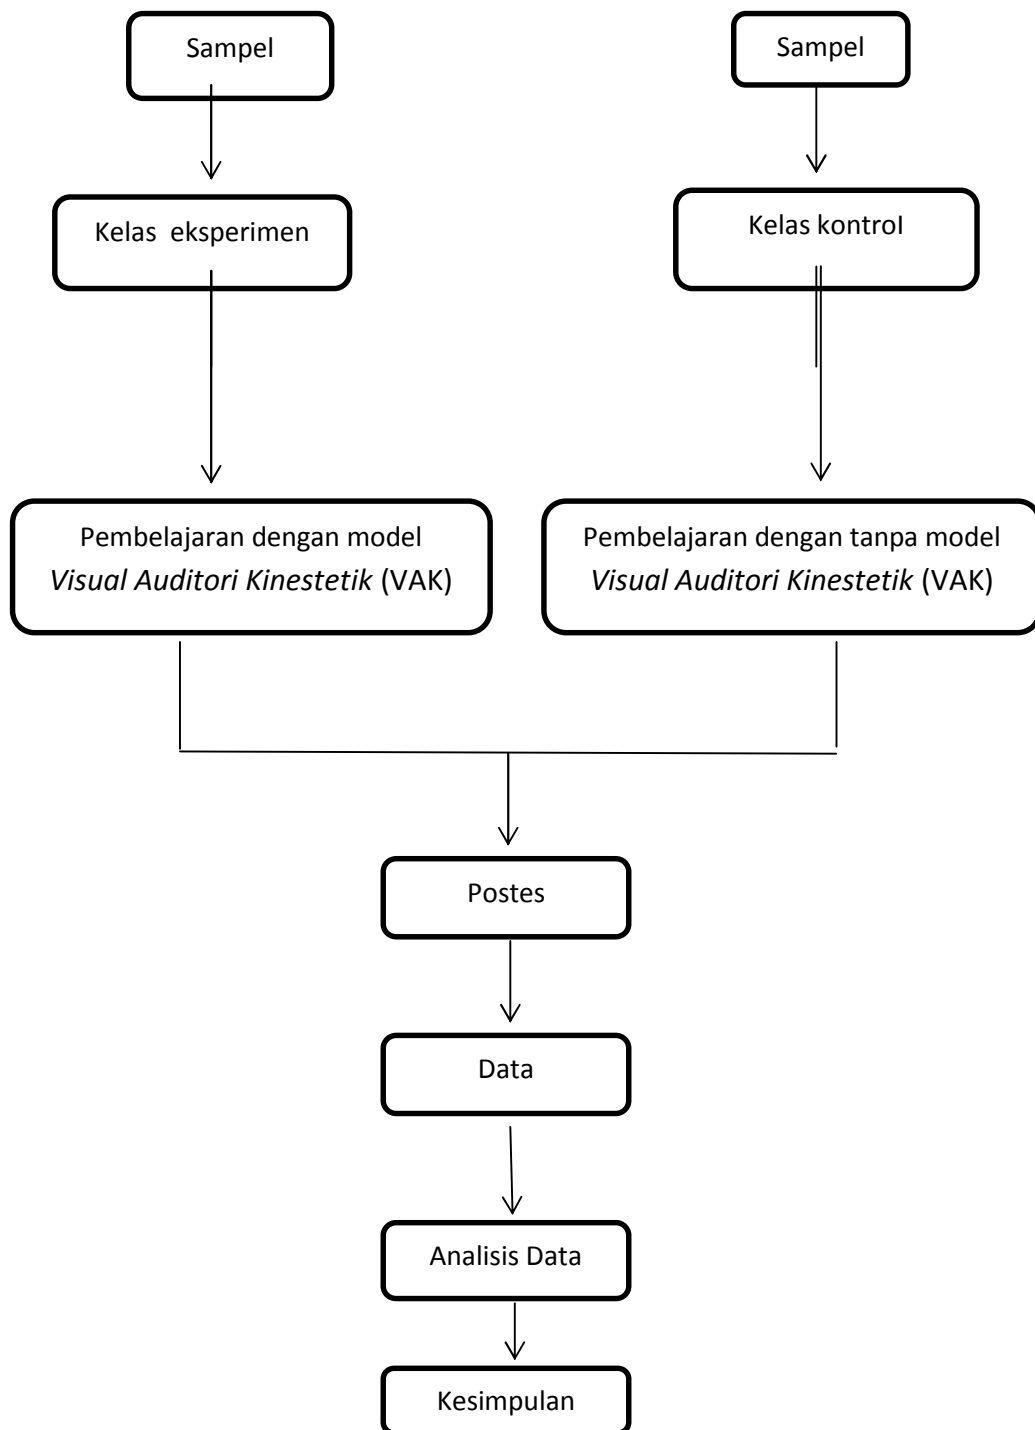 Sampel
Sampel
Kelas eksperimen
Kelas kontrol
Pembelajaran dengan model
Visual Auditori Kinestetik (VAK)
Pembelajaran dengan tanpa model
Visual Auditori Kinestetik (VAK)
Postes
Data
Analisis Data
Kesimpulan